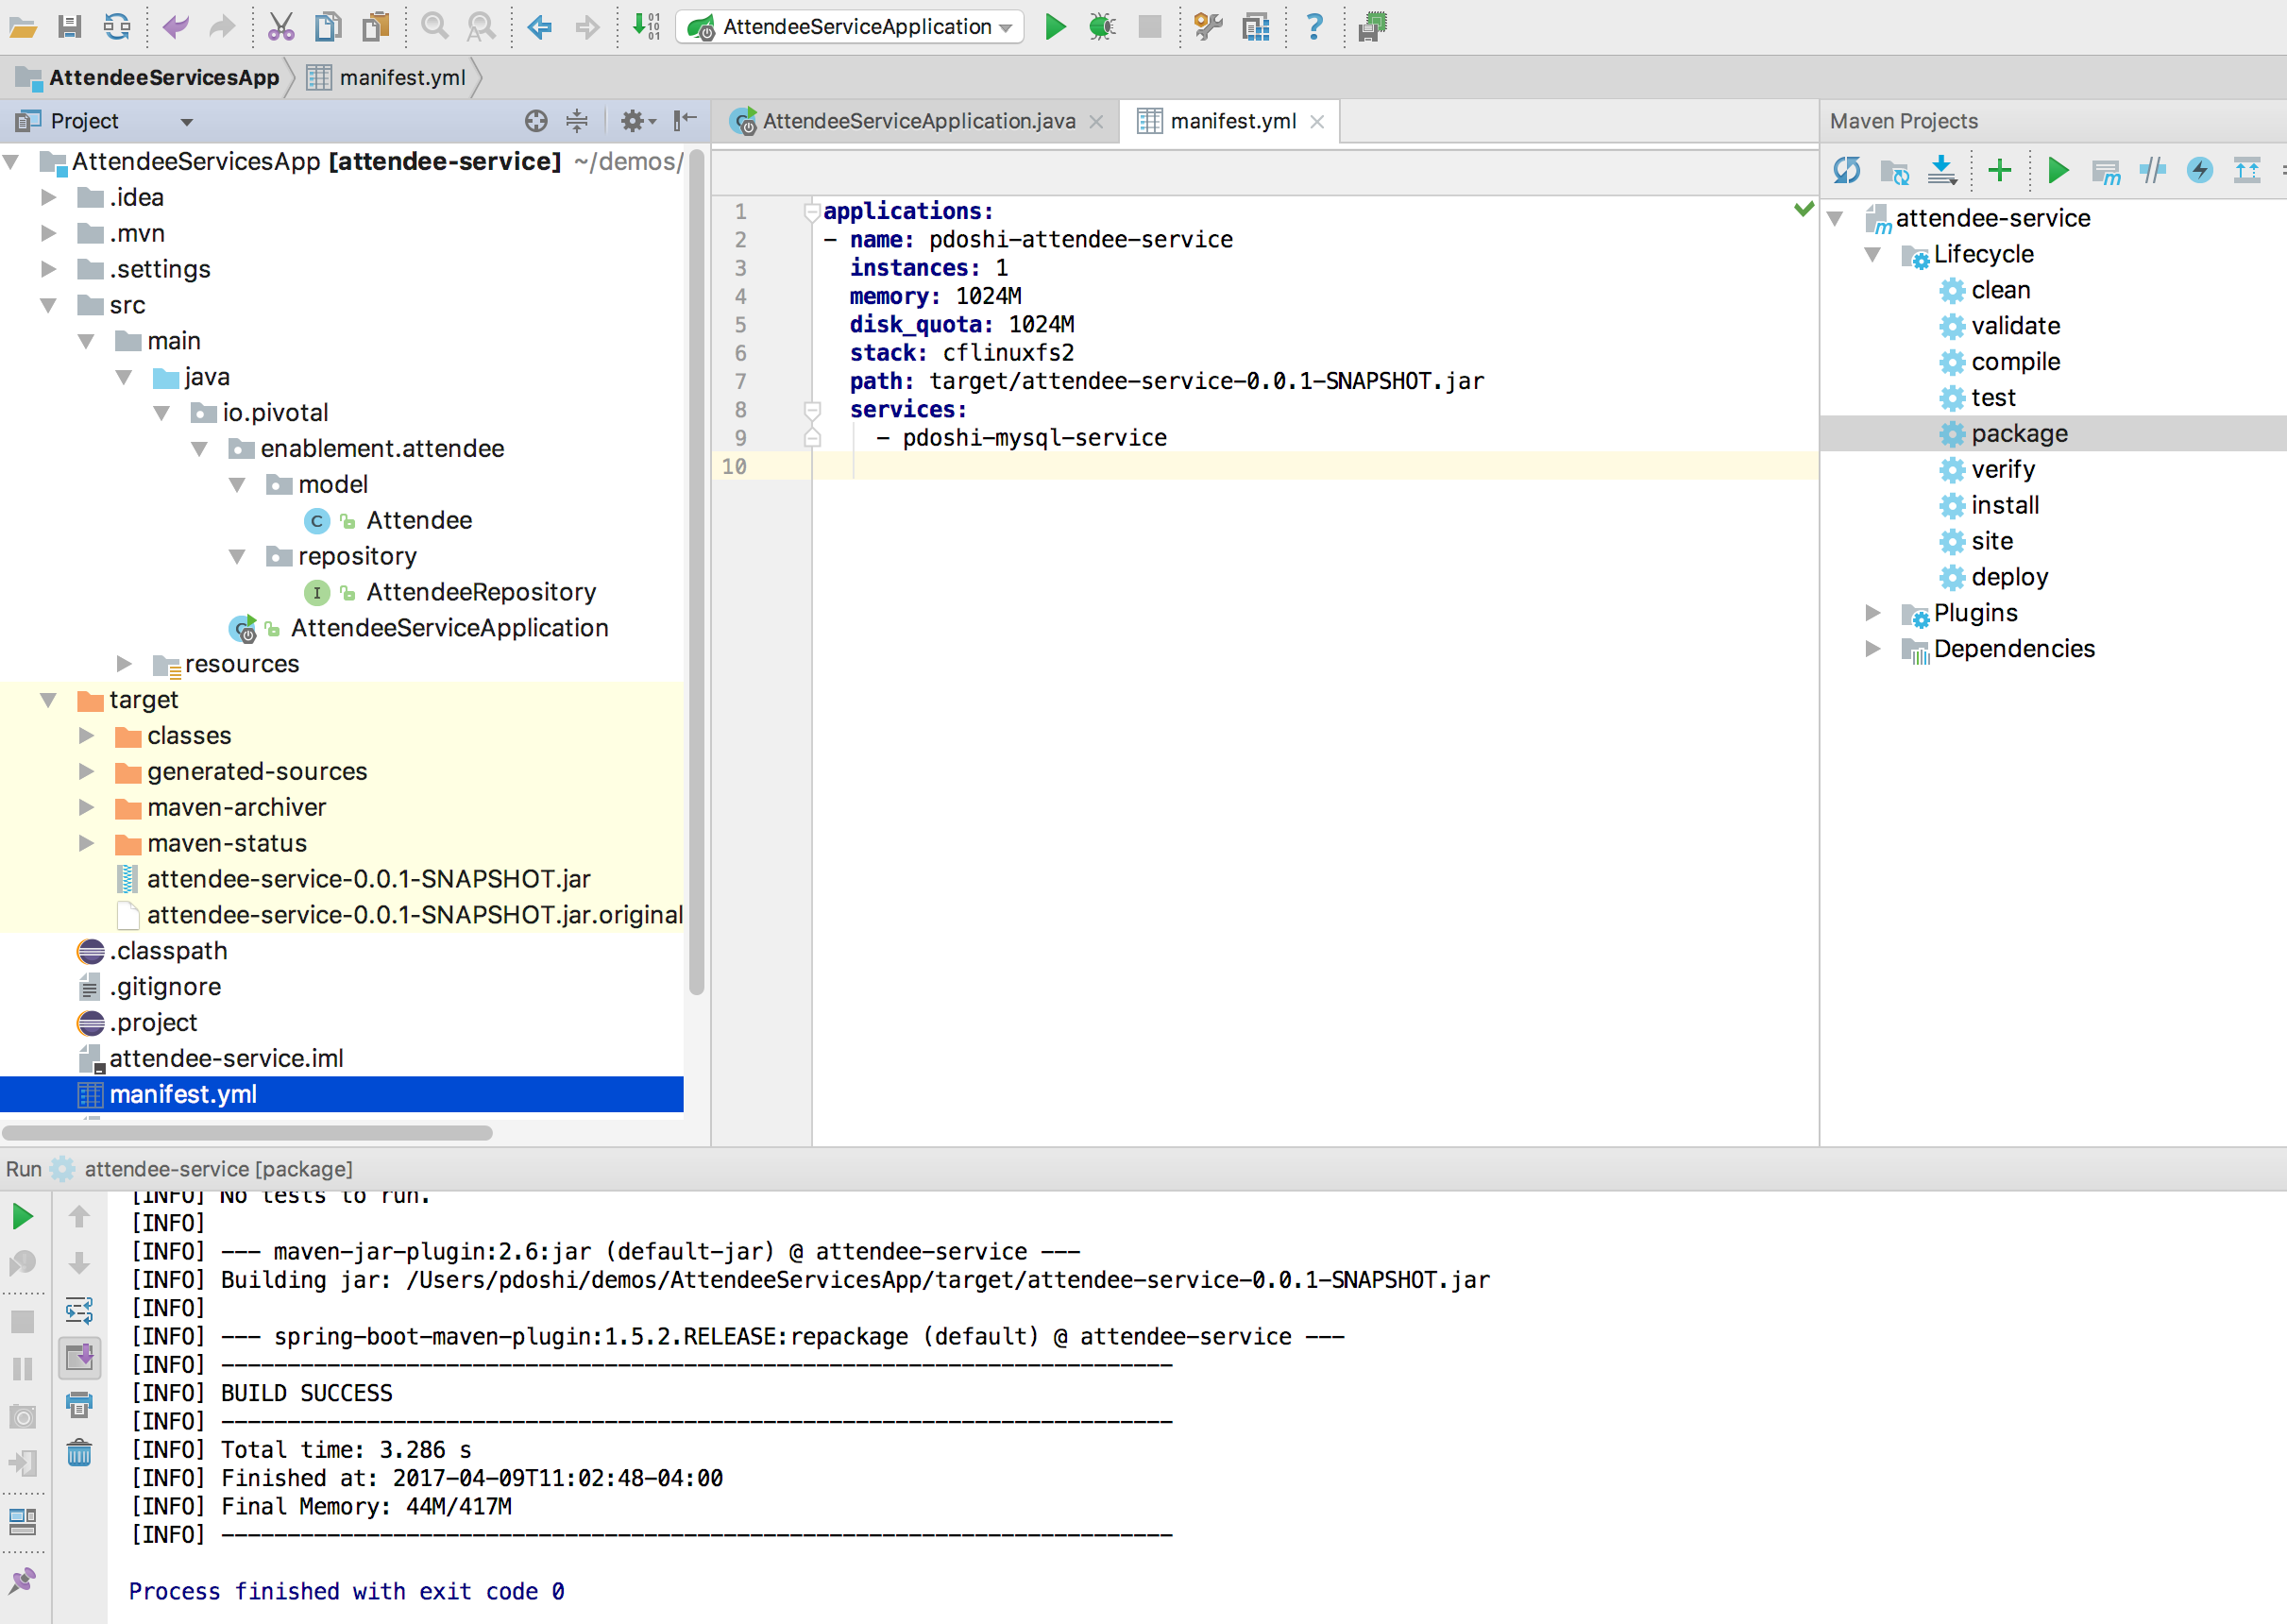 AttendeeServiceApplication
AttendeeServicesApp manifest.yml
Project
AttendeeServicesApp [attendee-service] ~/demos/
.idea
.mvn
.settings
src
main
java
io.pivotal
enablement.attendee
model
Attendee
repository
AttendeeRepository
AttendeeServiceApplication
resources
target
classes
generated-sources
maven-archiver
maven-status
attendee-service-0.0.1-SNAPSHOT.jar
attendee-service-0.0.1-SNAPSHOT.jar.original
.classpath
.gitignore
.project
attendee-service.iml
manifest.yml
AttendeeServiceApplication.java manifest.yml
1 applications:
2 - name: pdoshi-attendee-service
3 instances: 1
4 memory: 1024M
5 disk_quota: 1024M
6 stack: cflinuxfs2
7 path: target/attendee-service-0.0.1-SNAPSHOT.jar
8 services:
9 - pdoshi-mysql-service
10
Maven Projects
attendee-service
Lifecycle
clean
validate
compile
test
package
verify
install
site
deploy
Plugins
Dependencies
Run attendee-service [package]
[INFO] No tests to run.
[INFO]
[INFO] --- maven-jar-plugin:2.6:jar (default-jar) @ attendee-service ---
[INFO] Building jar: /Users/pdoshi/demos/AttendeeServicesApp/target/attendee-service-0.0.1-SNAPSHOT.jar
[INFO]
[INFO] --- spring-boot-maven-plugin:1.5.2.RELEASE:repackage (default) @ attendee-service ---
[INFO] ------------------------------------------------------------------------
[INFO] BUILD SUCCESS
[INFO] ------------------------------------------------------------------------
[INFO] Total time: 3.286 s
[INFO] Finished at: 2017-04-09T11:02:48-04:00
[INFO] Final Memory: 44M/417M
[INFO] ------------------------------------------------------------------------
Process finished with exit code 0